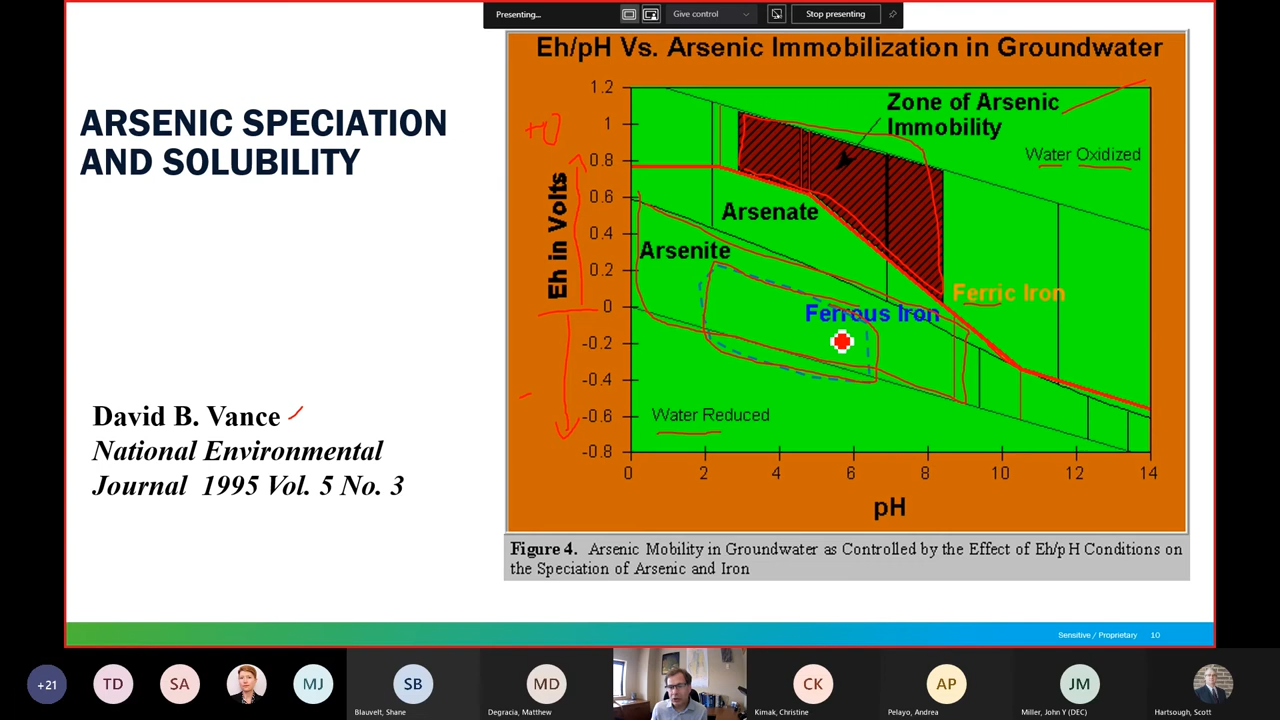 Presenting...
Give control
Stop presenting
ARSENIC SPECIATION
AND SOLUBILITY
David B. Vance
National Environmental
Journal 1995 Vol. 5 No. 3
Eh/pH Vs. Arsenic Immobilization in Groundwater
Zone of Arsenic
Immobility
Water Oxidized
Arsenate
Arsenite
Ferric Iron
Ferrous Iron
Water Reduced
Eh in Volts
+0
-
1.2
1
0.8
0.6
0.4
0.2
0
-0.2
-0.4
-0.6
-0.8
0 2 4 6 8 10 12 14
pH
Figure 4. Arsenic Mobility in Groundwater as Controlled by the Effect of Eh/pH Conditions on
the Speciation of Arsenic and Iron
Sensitive / Proprietary 10
+21
TD
SA
MJ
SB
Blauvelt, Shane
MD
Degracia, Matthew
CK
Kimak, Christine
AP
Pelayo, Andrea
JM
Miller, John Y (DEC)
Hartsough, Scott